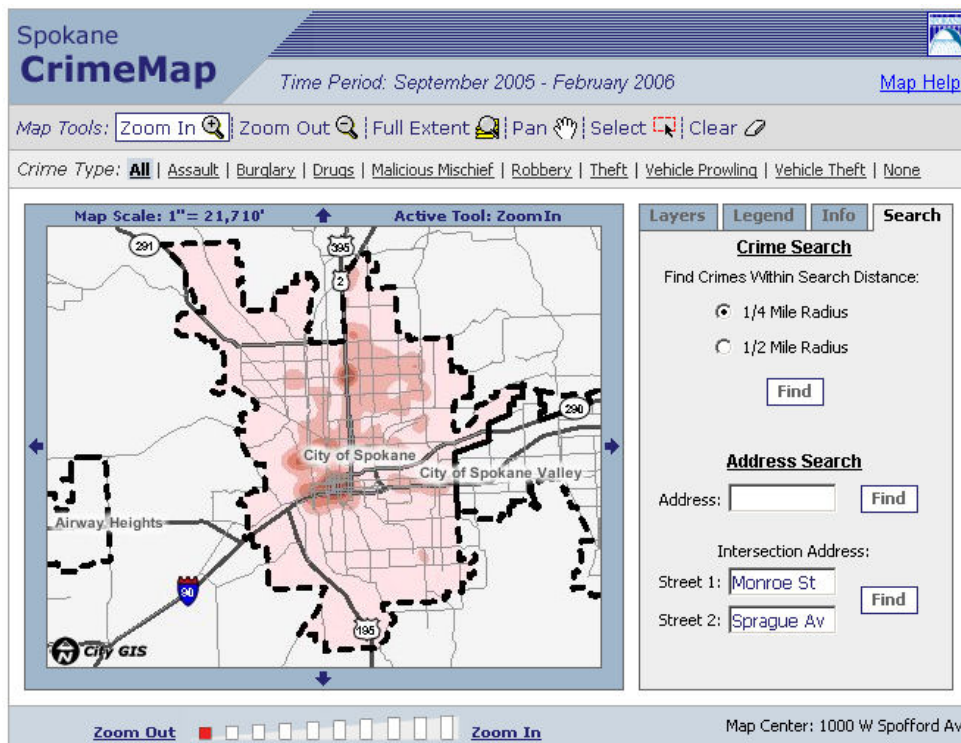 Spokane
CrimeMap
Time Period: September 2005 - February 2006
Map Help
Map Tools: Zoom In Zoom Out Full Extent Pan Select Clear
Crime Type: All | Assault | Burglary | Drugs | Malicious Mischief | Robbery | Theft | Vehicle Prowling | Vehicle Theft | None
Map Scale: 1"= 21,710' Active Tool: ZoomIn
291
395
2
290
City of Spokane
City of Spokane Valley
Airway Heights
90
195
N
City GIS
Layers Legend Info Search
Crime Search
Find Crimes Within Search Distance:
1/4 Mile Radius
1/2 Mile Radius
Find
Address Search
Address: Find
Intersection Address:
Street 1: Monroe St
Find
Street 2: Sprague Av
Zoom Out Zoom In
Map Center: 1000 W Spofford Av